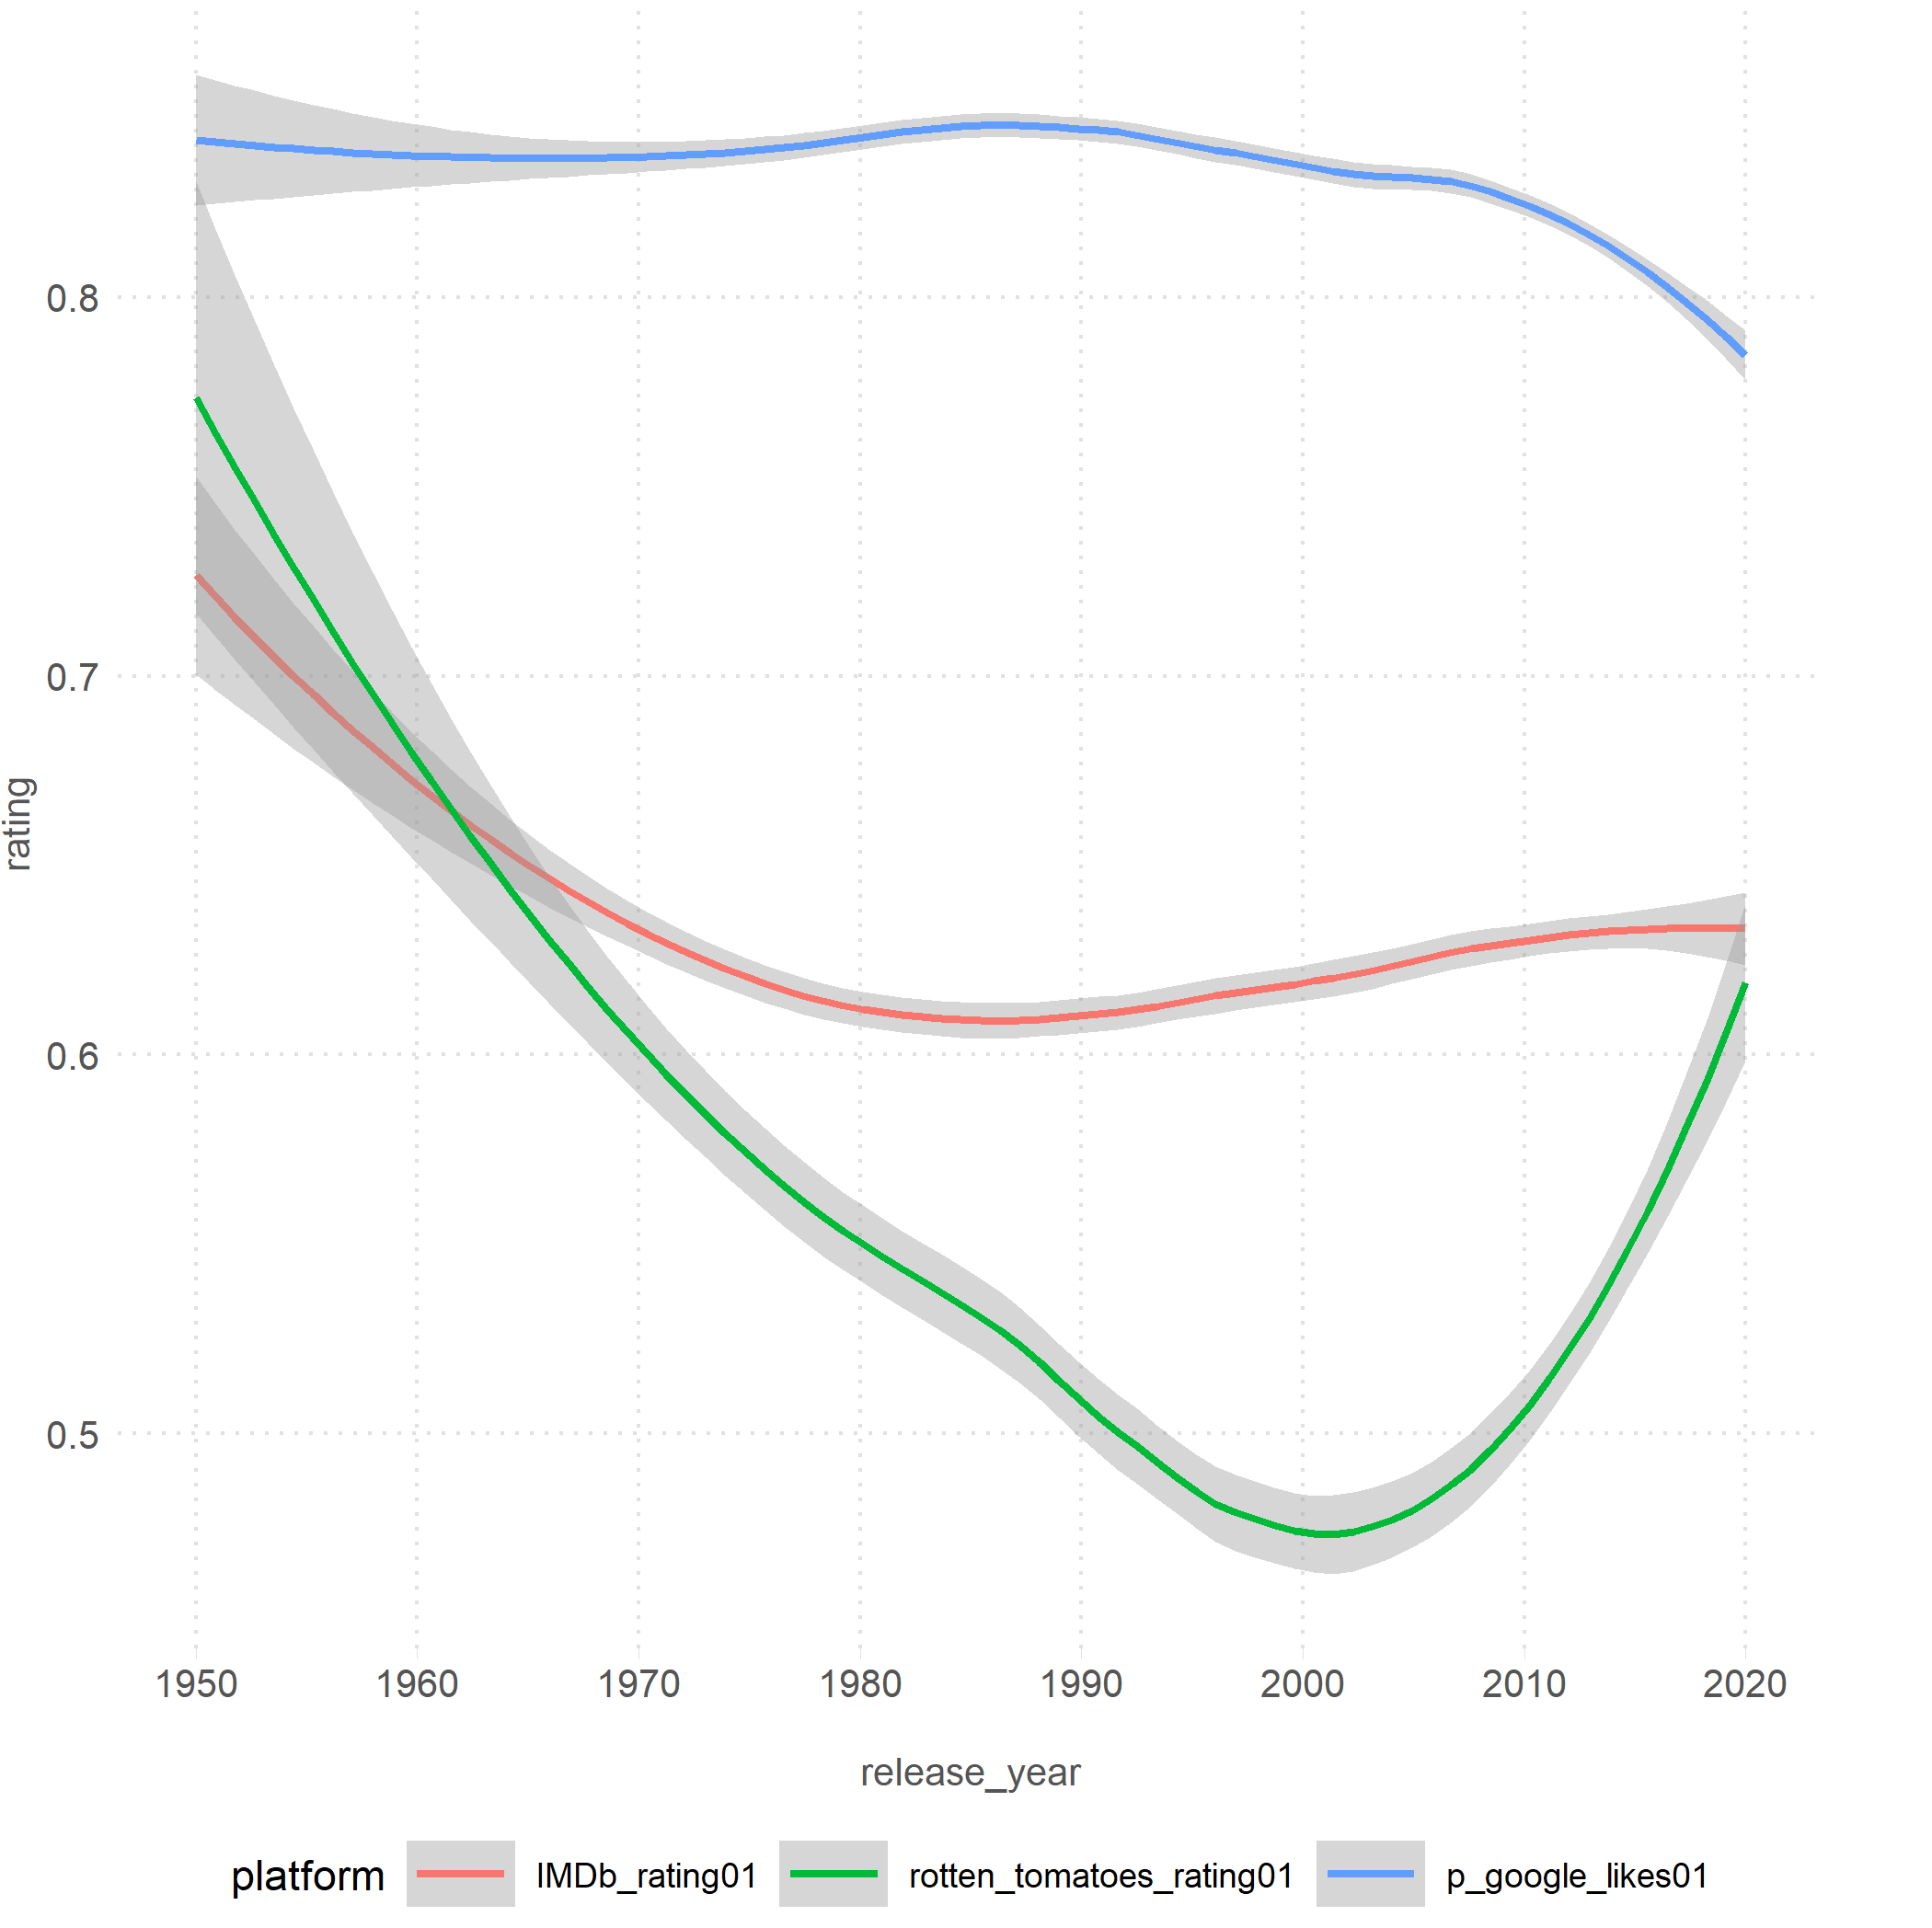 0.8
0.7
0.6
0.5
rating
1950 1960 1970 1980 1990 2000 2010 2020
release_year
platform IMDb_rating01 rotten_tomatoes_rating01 p_google_likes01